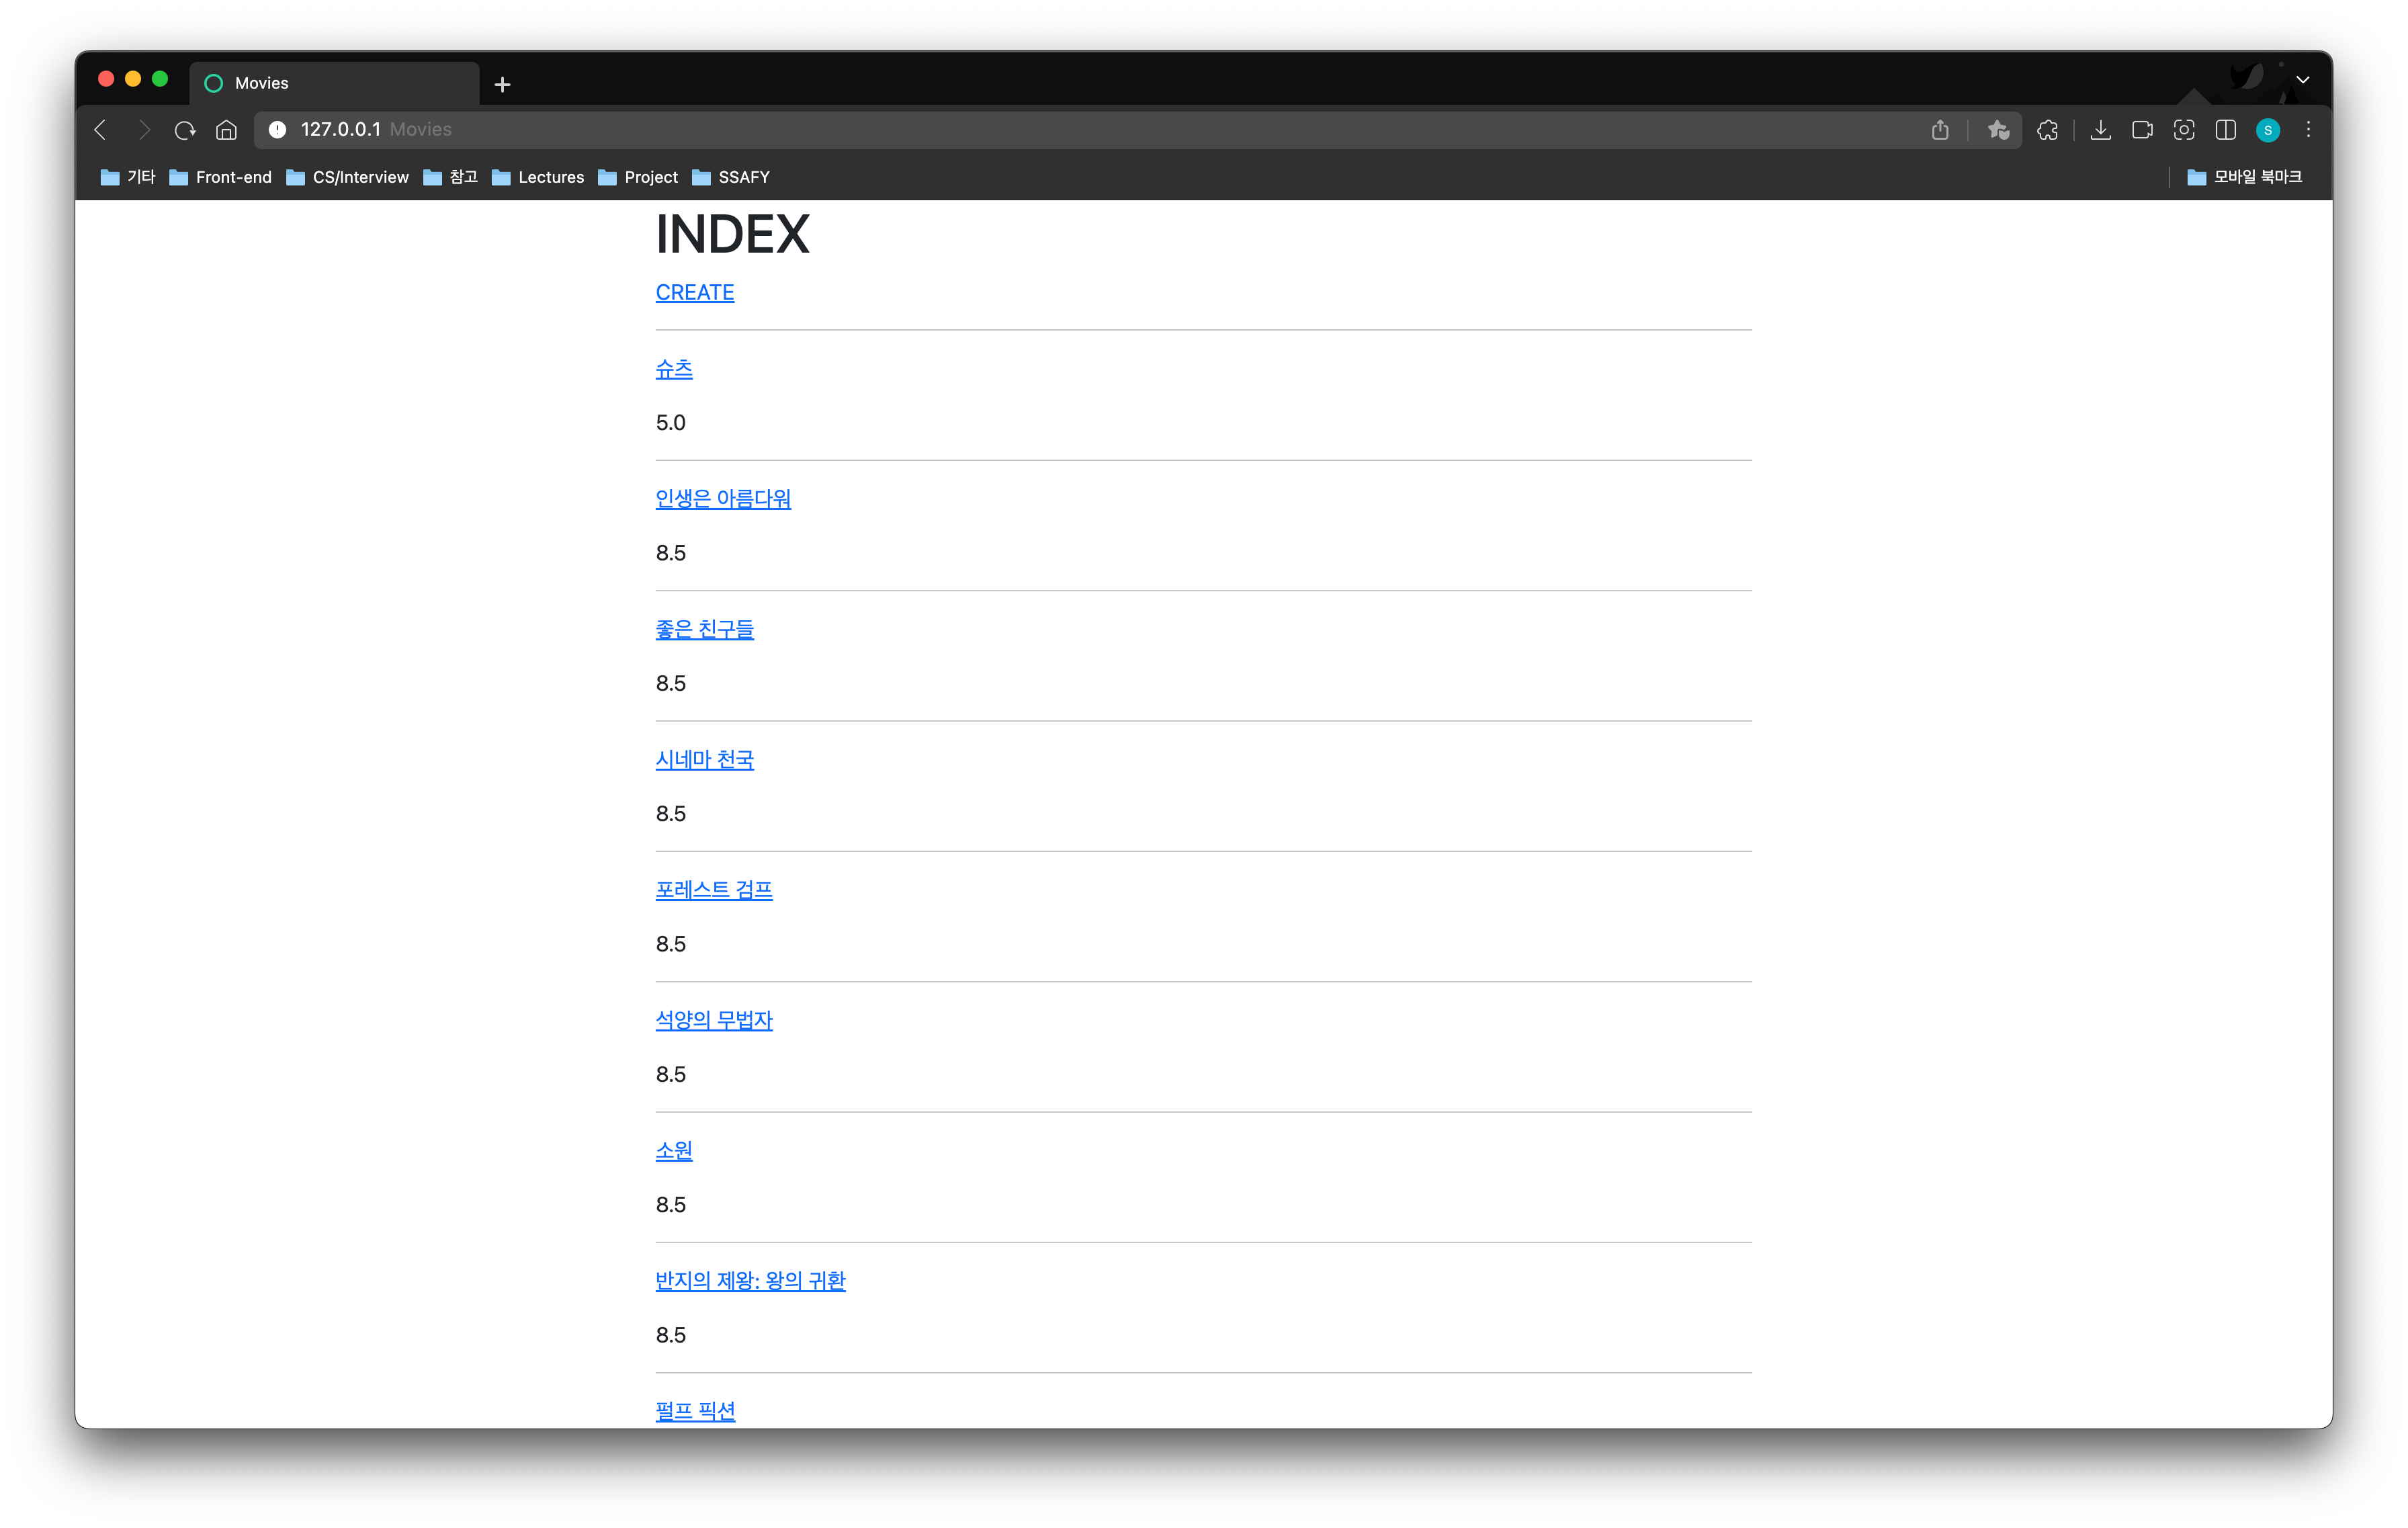 Movies
127.0.0.1 Movies
S
기타 Front-end CS/Interview 참고 Lectures Project SSAFY 모바일 북마크
INDEX
CREATE
슈츠
5.0
인생은 아름다워
8.5
좋은 친구들
8.5
시네마 천국
8.5
포레스트 검프
8.5
석양의 무법자
8.5
소원
8.5
반지의 제왕: 왕의 귀환
8.5
펄프 픽션